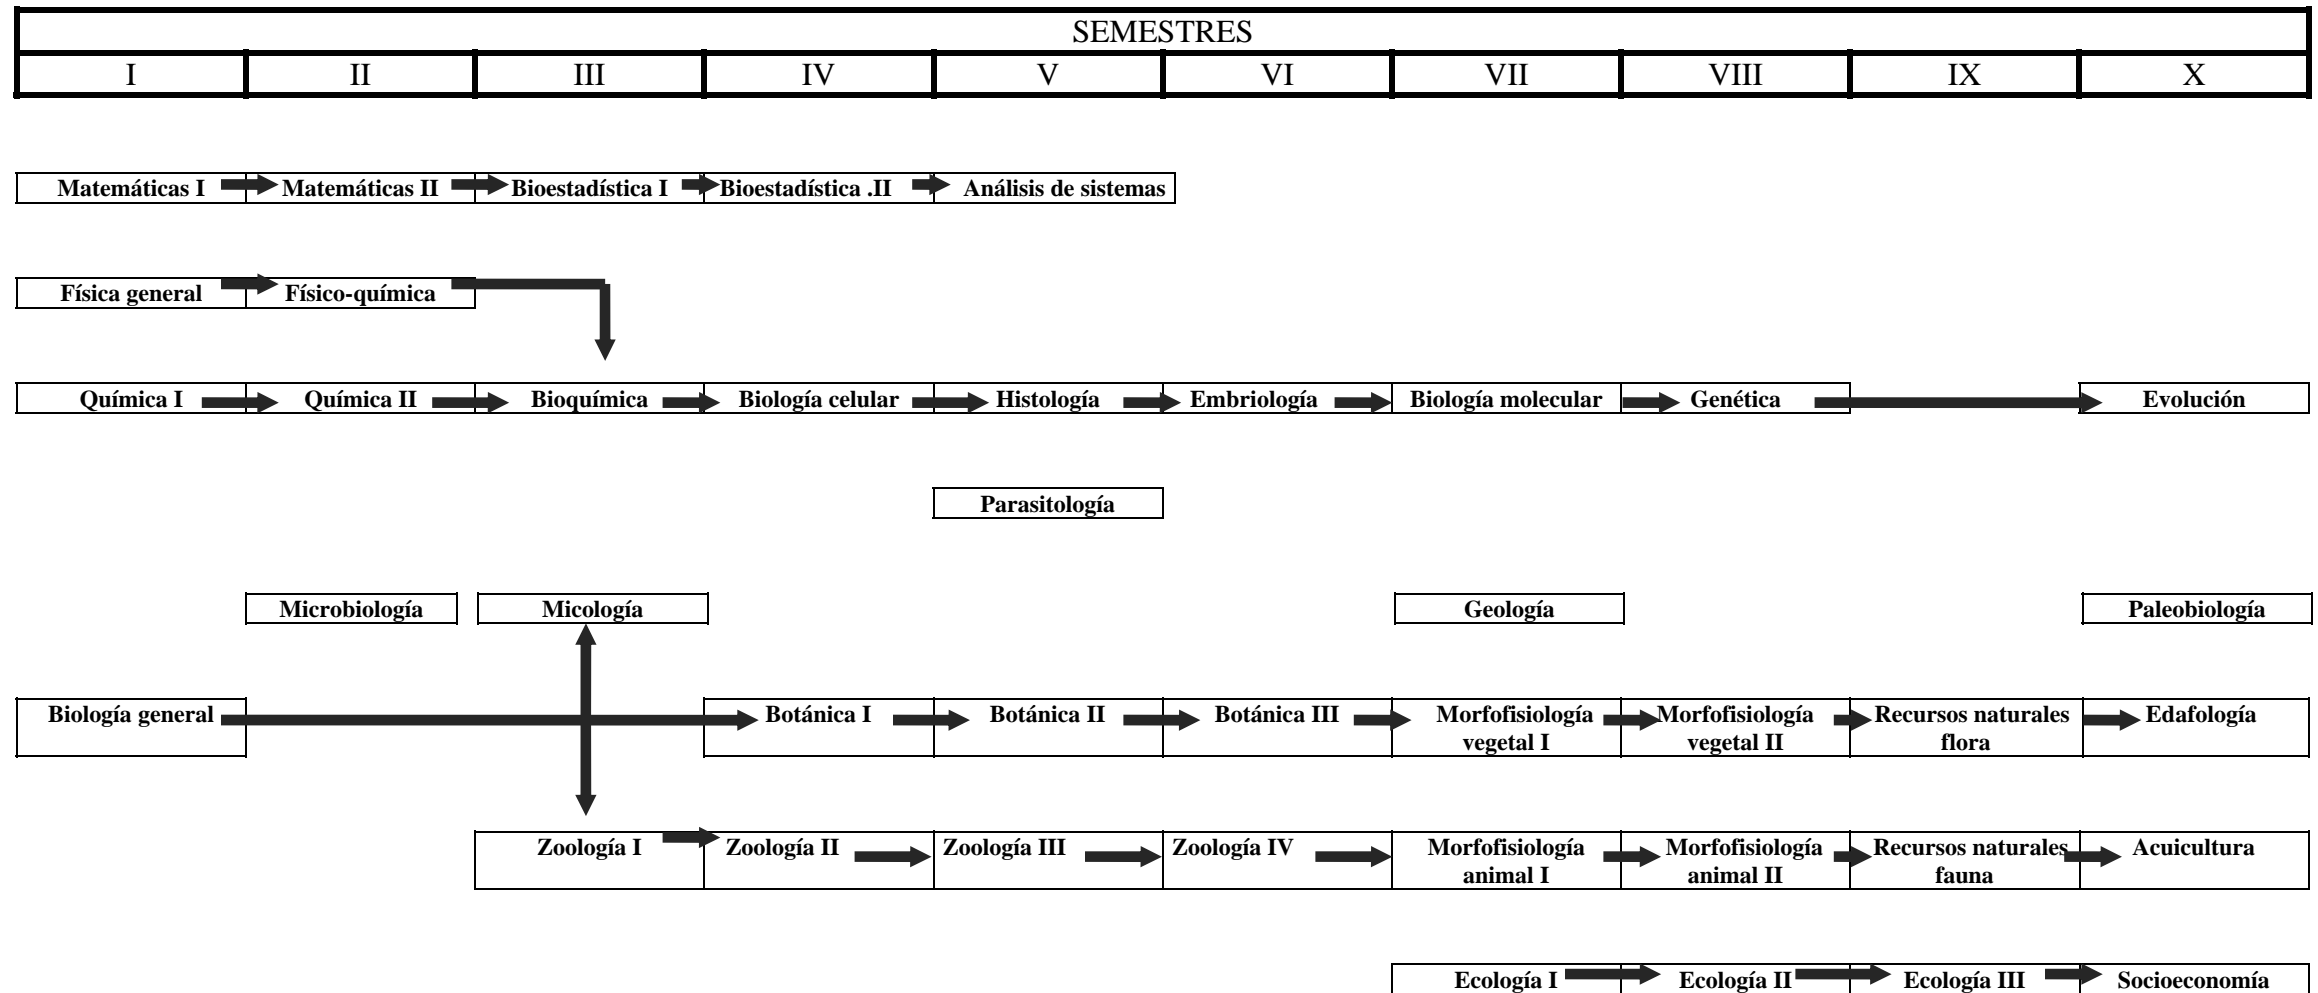 SEMESTRES
I II III IV V VI VII VIII IX X
Matemáticas I Matemáticas II Bioestadística I Bioestadística .II Análisis de sistemas
Física general Físico-química
Química I Química II Bioquímica Biología celular Histología Embriología Biología molecular Genética Evolución
Parasitología
Microbiología Micología Geología Paleobiología
Biología general Botánica I Botánica II Botánica III Morfofisiología Morfofisiología Recursos naturales Edafología
vegetal I vegetal II flora
Zoología I Zoología II Zoología III Zoología IV Morfofisiología Morfofisiología Recursos naturales Acuicultura
animal I animal II fauna
Ecología I Ecología II Ecología III Socioeconomía